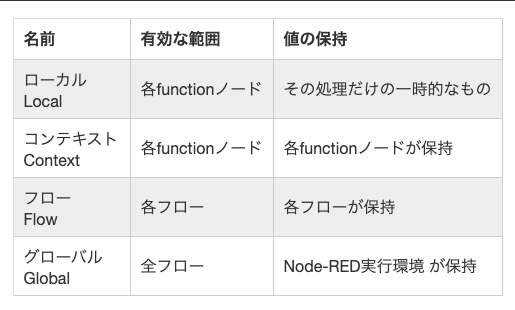 名前 有効な範囲 値の保持
ローカル
Local
各functionノード その処理だけの一時的なもの
コンテキスト
Context
各functionノード 各functionノードが保持
フロー
Flow
各フロー 各フローが保持
グローバル
Global
全フロー Node-RED実行環境 が保持